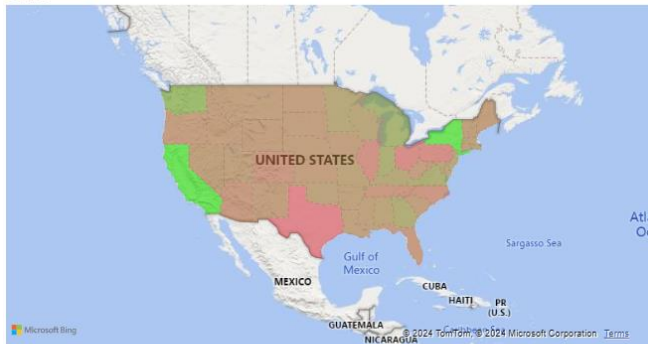 UNITED STATES
Sargasso Sea
Gulf of
Mexico
MEXICO
CUBA
HAITI
PR
(U.S.)
GUATEMALA
NICARAGUA
Microsoft Bing
© 2024 TomTom, © 2024 Microsoft Corporation Terms